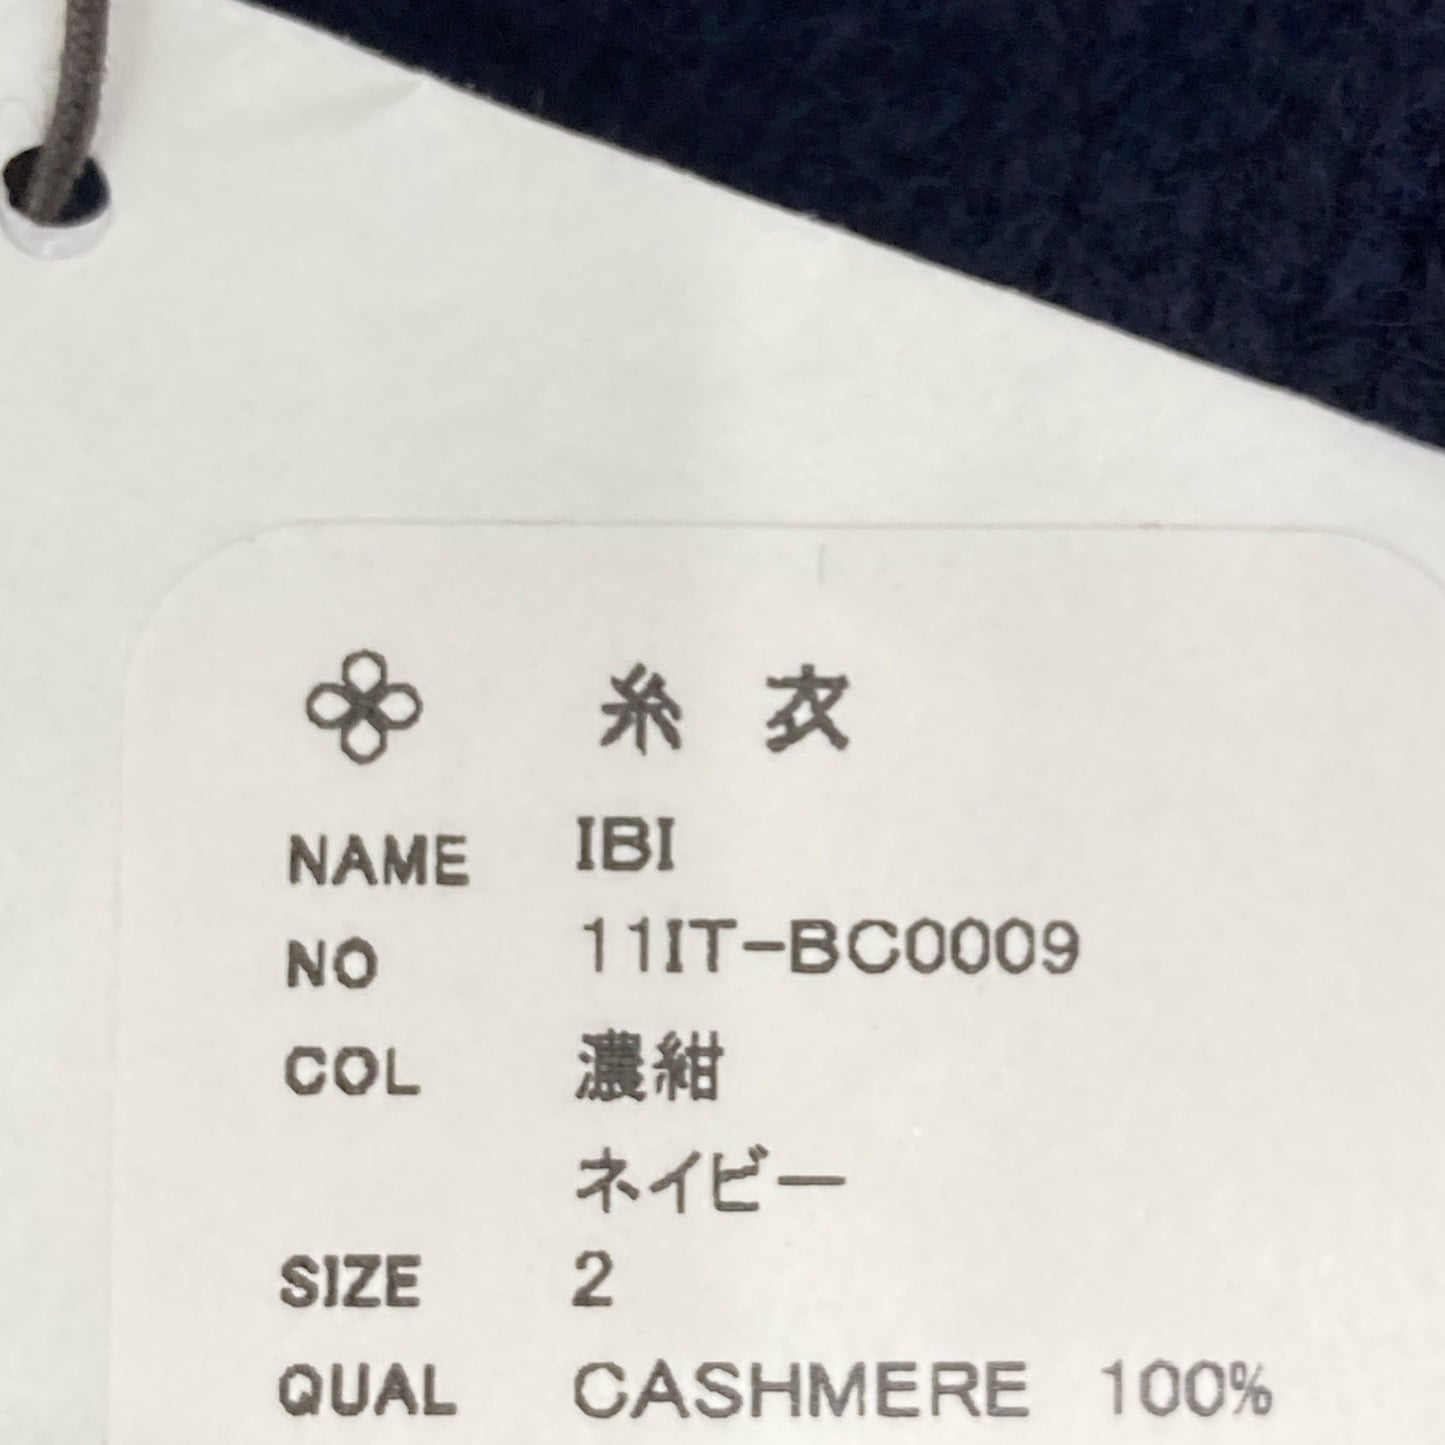 糸 衣
NAME IBI
NO 11IT-BC0009
COL 濃紺
ネイビー
SIZE 2
QUAL CASHMERE 100%